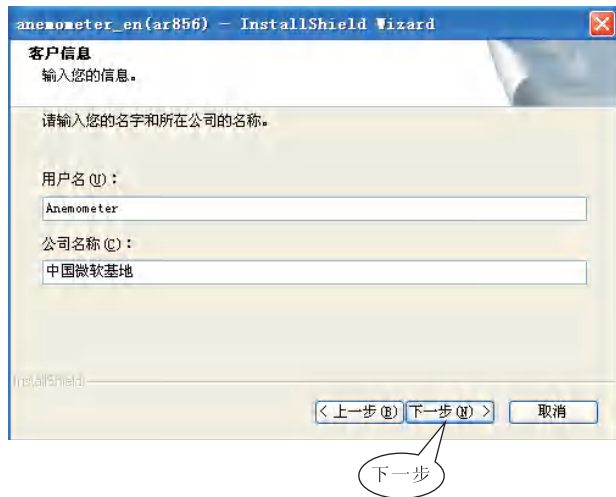 anemometer_en(ar856) - InstallShield Wizard
客户信息
输入您的信息。
请输入您的名字和所在公司的名称。
用户名(U):
Anemometer
公司名称(C):
中国微软基地
InstallShield
< 上一步(B) 下一步(N) > 取消
下一步